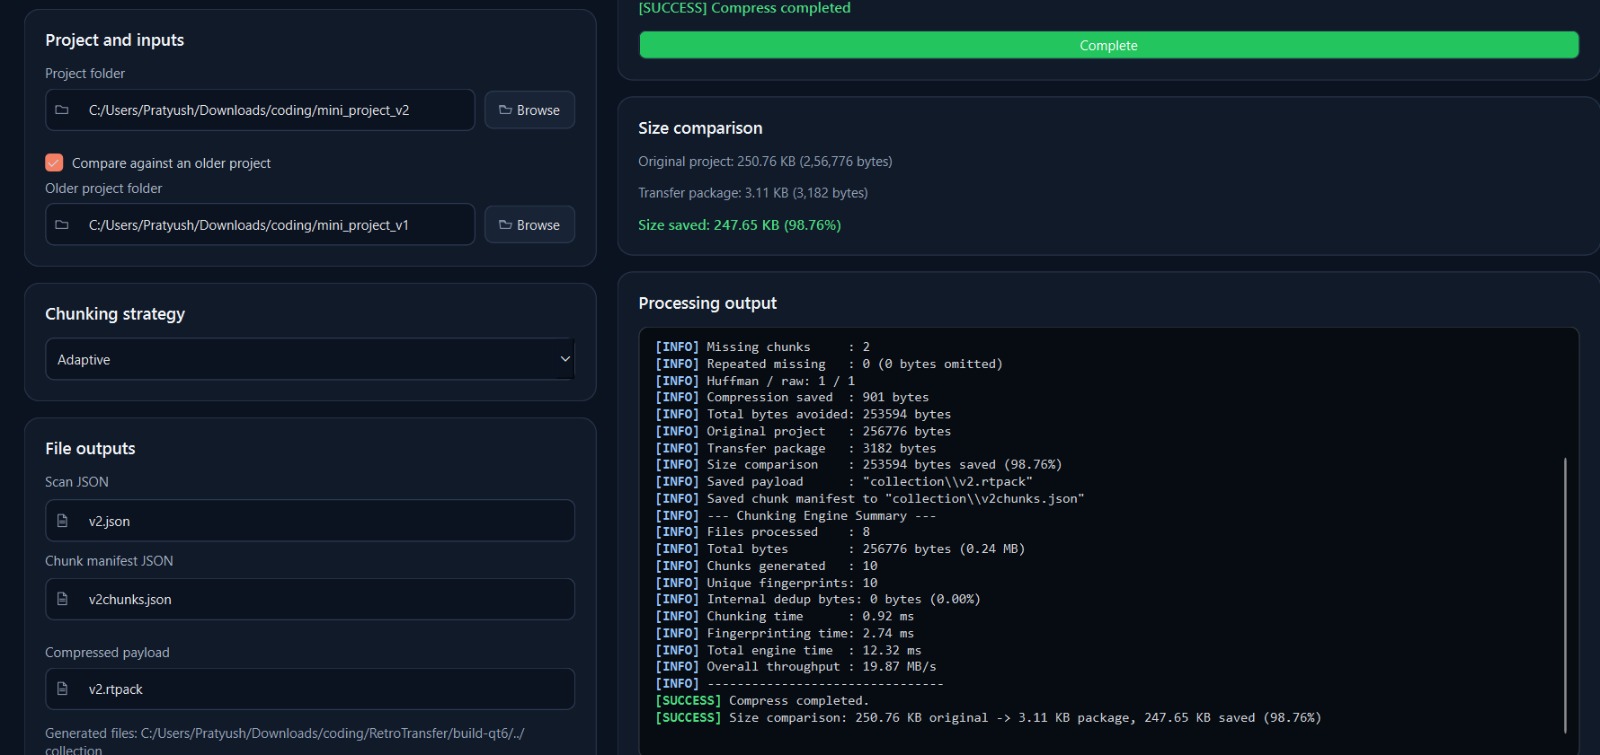 Project and inputs
Project folder
C:/Users/Pratyush/Downloads/coding/mini_project_v2
Browse
Compare against an older project
Older project folder
C:/Users/Pratyush/Downloads/coding/mini_project_v1
Browse
Chunking strategy
Adaptive
File outputs
Scan JSON
v2.json
Chunk manifest JSON
v2chunks.json
Compressed payload
v2.rtpack
Generated files: C:/Users/Pratyush/Downloads/coding/RetroTransfer/build-qt6/../
collection
[SUCCESS] Compress completed
Complete
Size comparison
Original project: 250.76 KB (2,56,776 bytes)
Transfer package: 3.11 KB (3,182 bytes)
Size saved: 247.65 KB (98.76%)
Processing output
[INFO] Missing chunks     : 2
[INFO] Repeated missing   : 0 (0 bytes omitted)
[INFO] Huffman / raw: 1 / 1
[INFO] Compression saved  : 901 bytes
[INFO] Total bytes avoided: 253594 bytes
[INFO] Original project   : 256776 bytes
[INFO] Transfer package   : 3182 bytes
[INFO] Size comparison    : 253594 bytes saved (98.76%)
[INFO] Saved payload      : "collection\\v2.rtpack"
[INFO] Saved chunk manifest to "collection\\v2chunks.json"
[INFO] --- Chunking Engine Summary ---
[INFO] Files processed    : 8
[INFO] Total bytes        : 256776 bytes (0.24 MB)
[INFO] Chunks generated   : 10
[INFO] Unique fingerprints: 10
[INFO] Internal dedup bytes: 0 bytes (0.00%)
[INFO] Chunking time      : 0.92 ms
[INFO] Fingerprinting time: 2.74 ms
[INFO] Total engine time  : 12.32 ms
[INFO] Overall throughput : 19.87 MB/s
[INFO] --------------------------------
[SUCCESS] Compress completed.
[SUCCESS] Size comparison: 250.76 KB original -> 3.11 KB package, 247.65 KB saved (98.76%)